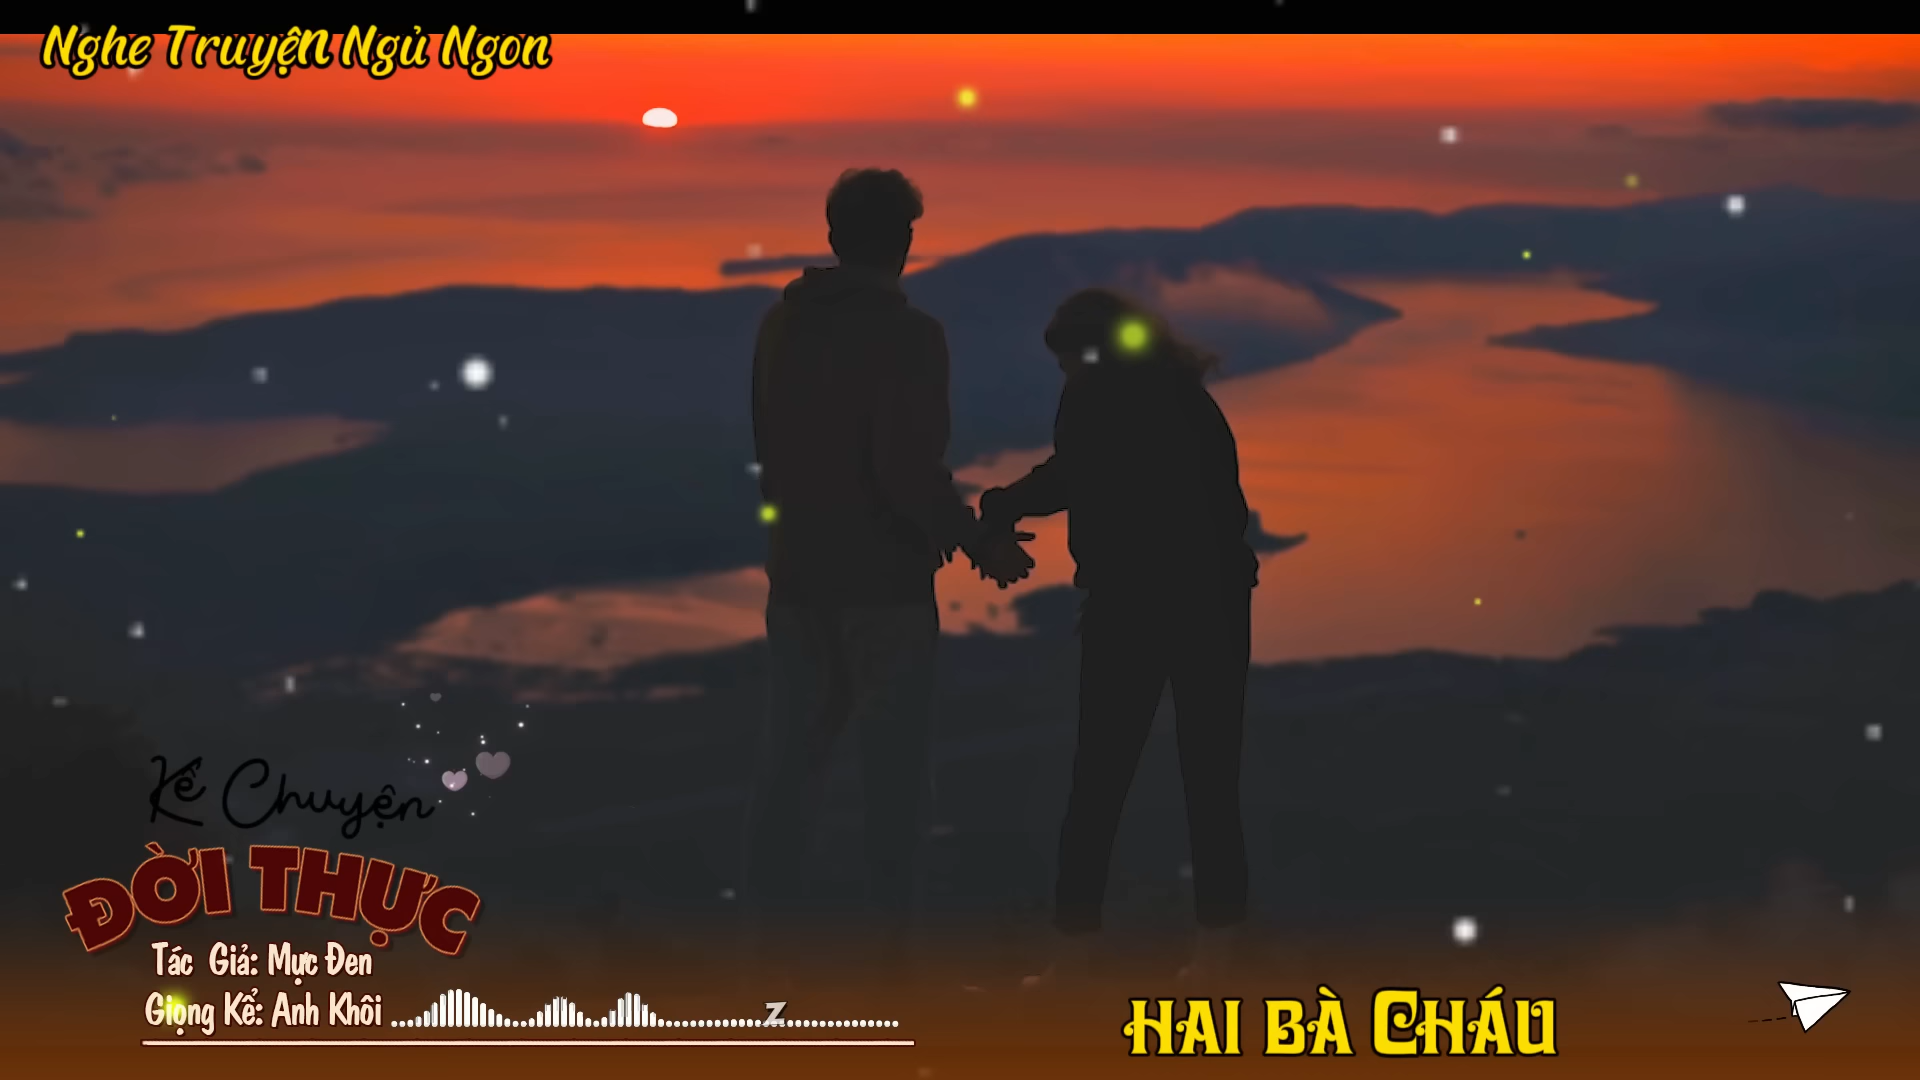 Nghe Truyện Ngủ Ngon
Kể Chuyện
ĐỜI THỰC
Tác Giả: Mực Đen
Giọng Kể: Anh Khôi
z
HAI BÀ CHÁU